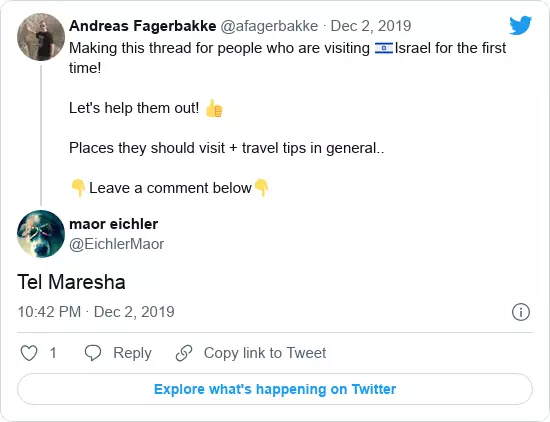 Andreas Fagerbakke @afagerbakke · Dec 2, 2019
Making this thread for people who are visiting 🇮🇱Israel for the first
time!
Let's help them out! 👍
Places they should visit + travel tips in general..
👇Leave a comment below👇
maor eichler
@EichlerMaor
Tel Maresha
10:42 PM · Dec 2, 2019
1 Reply Copy link to Tweet
Explore what's happening on Twitter